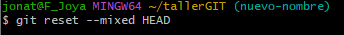 jonat@F_Joya MINGW64 ~/tallerGIT (nuevo-nombre)
$ git reset --mixed HEAD